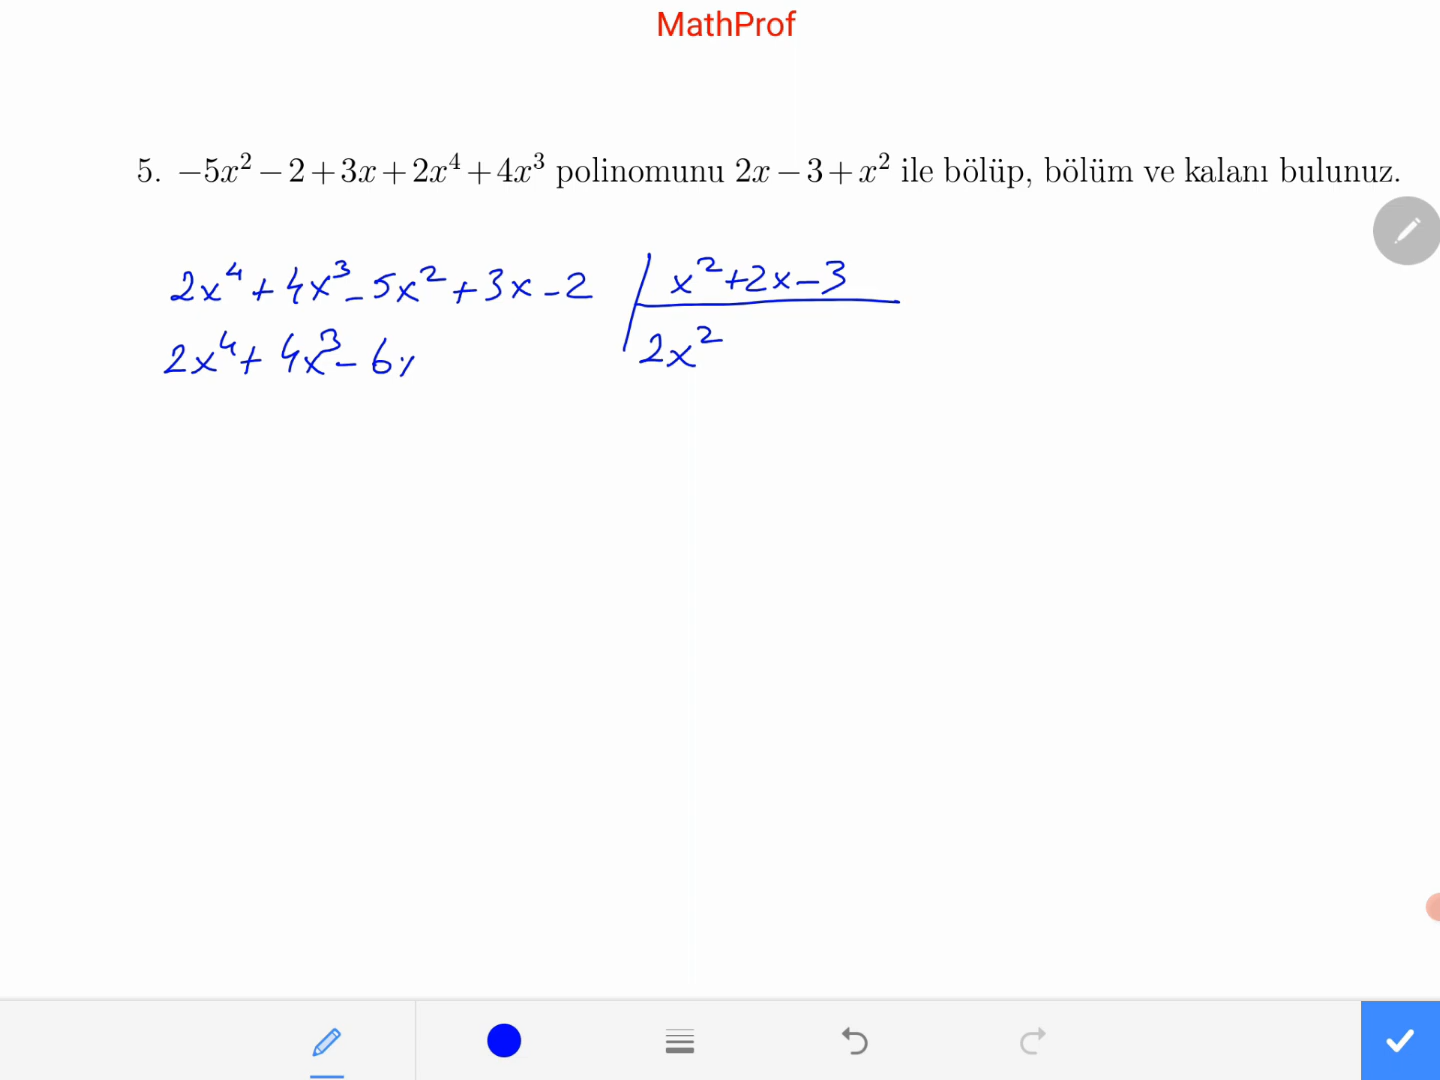 MathProf
5. −5x² − 2 + 3x + 2x⁴ + 4x³ polinomunu 2x − 3 + x² ile bölüp, bölüm ve kalanı bulunuz.
2x⁴ + 4x³ − 5x² + 3x − 2 | x² + 2x − 3
2x⁴ + 4x³ − 6x | 2x²